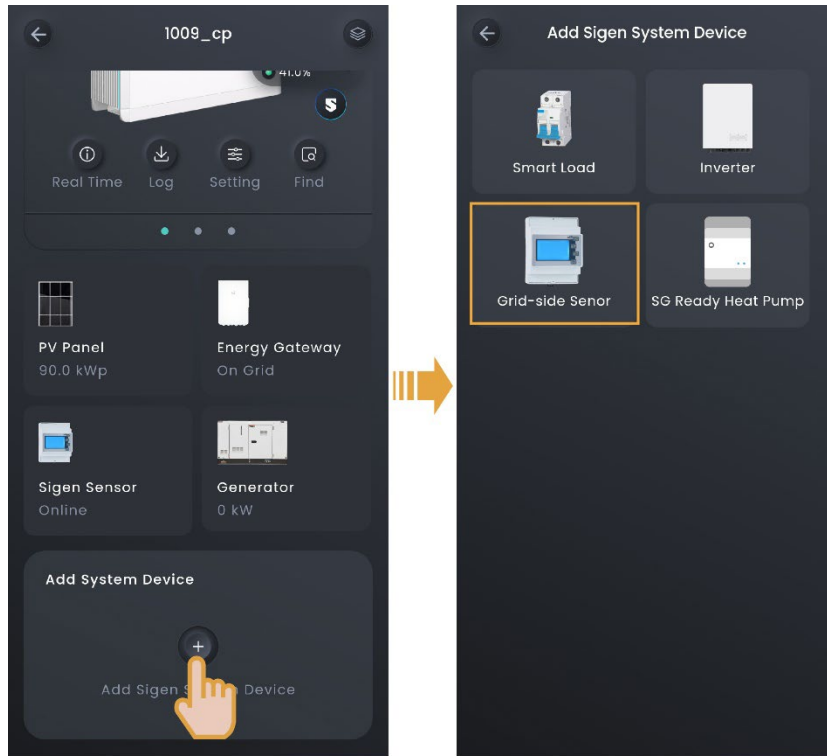 1009_cp
41.0%
Real Time
Log
Setting
Find
PV Panel
90.0 kWp
Energy Gateway
On Grid
Sigen Sensor
Online
Generator
0 kW
Add System Device
Add Sigen S Device
Add Sigen System Device
Smart Load
Inverter
Grid-side Senor
SG Ready Heat Pump